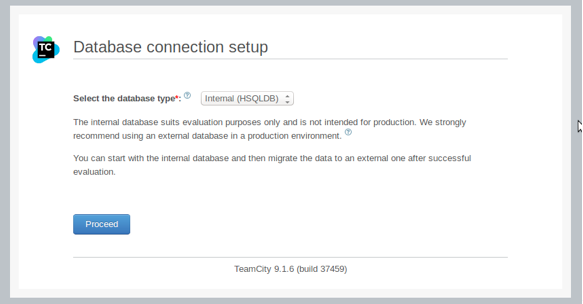 TC
Database connection setup
Select the database type*: Internal (HSQLDB)
The internal database suits evaluation purposes only and is not intended for production. We strongly
recommend using an external database in a production environment.
You can start with the internal database and then migrate the data to an external one after successful
evaluation.
Proceed
TeamCity 9.1.6 (build 37459)